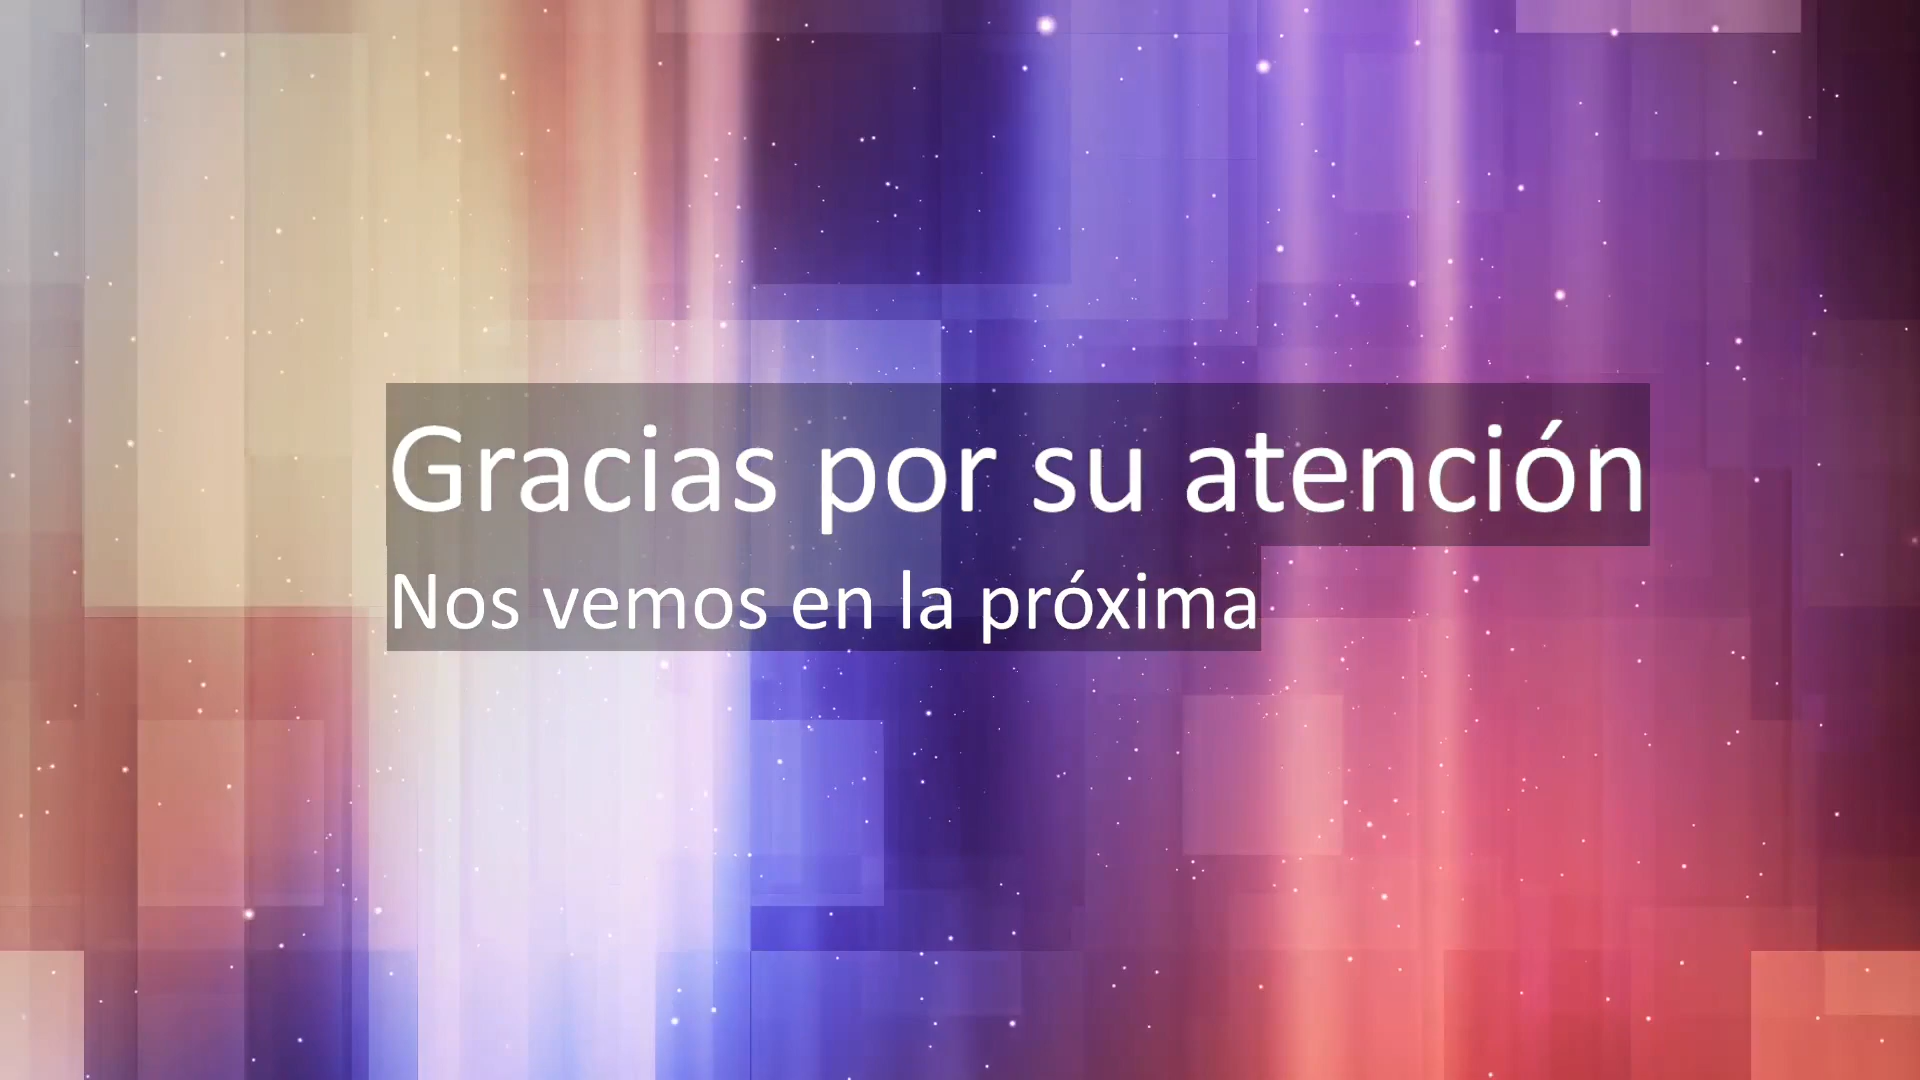 Gracias por su atención
Nos vemos en la próxima